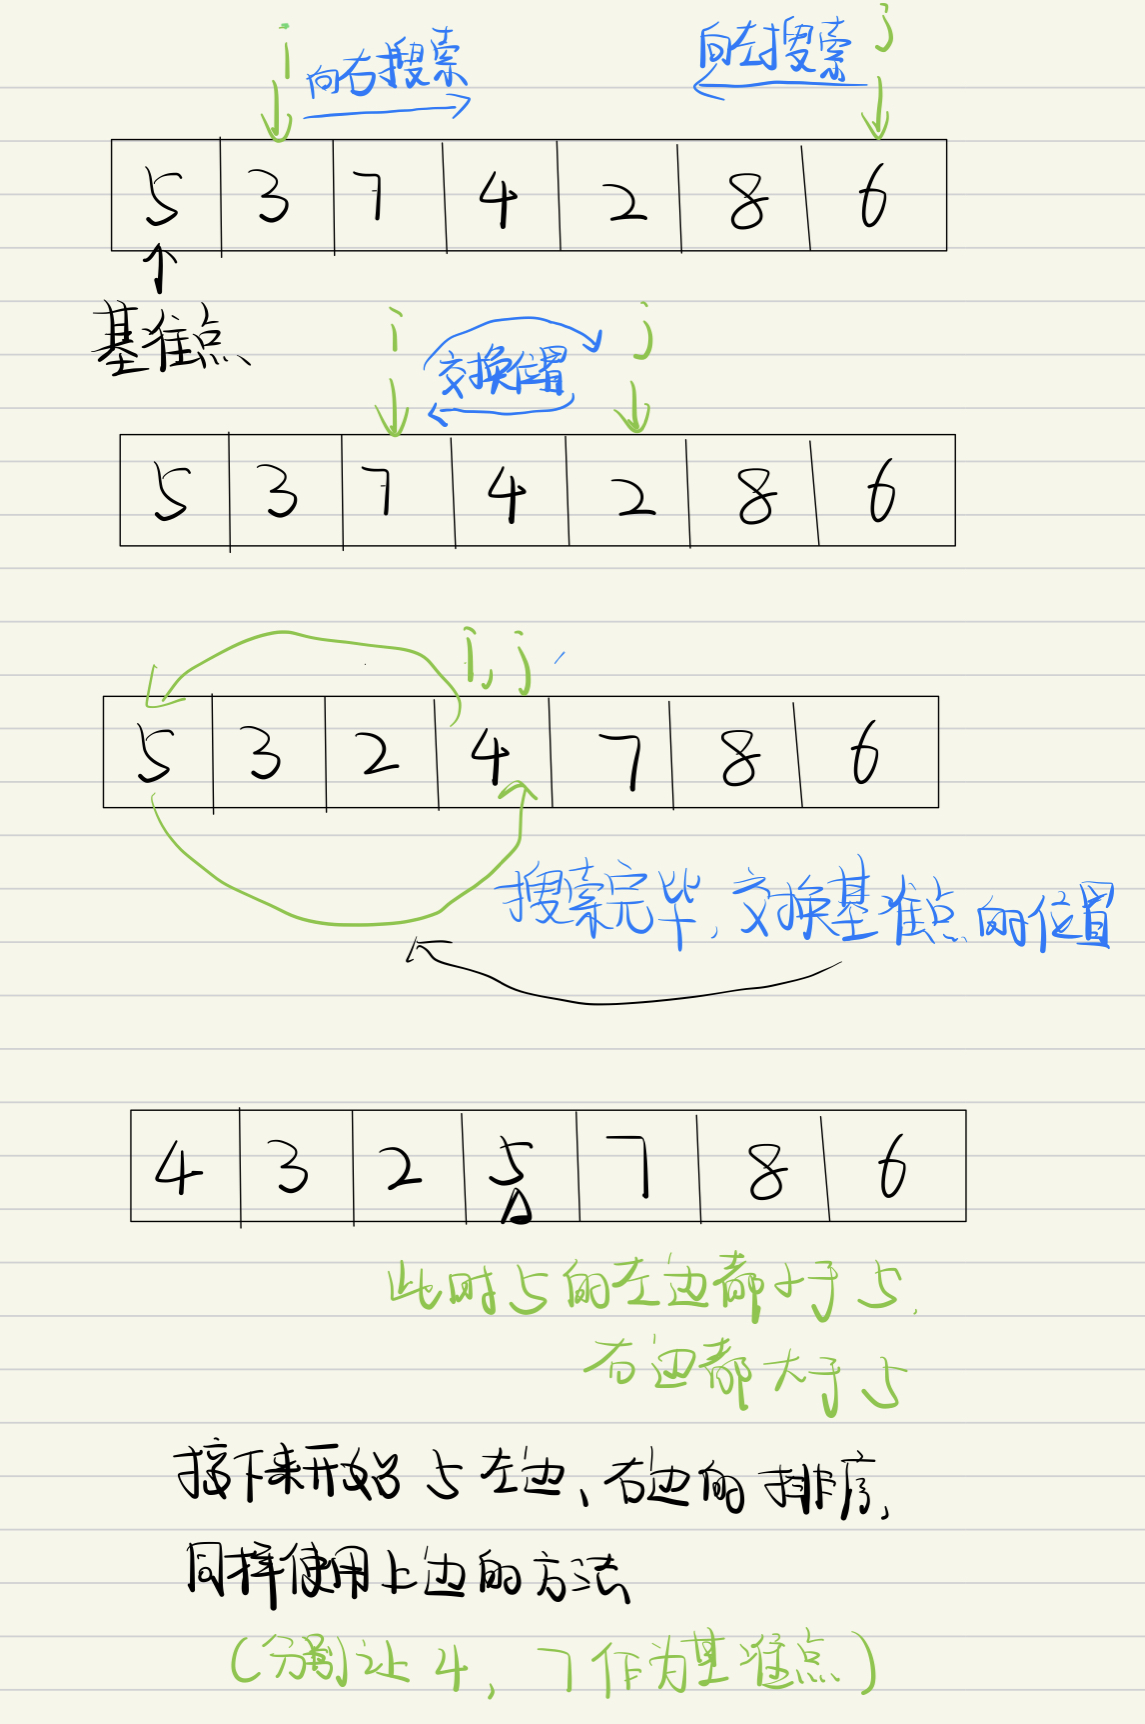 i 向右搜索 向左搜索 j
5 3 7 4 2 8 6
基准点
i 交换位置 j
5 3 7 4 2 8 6
i, j
5 3 2 4 7 8 6
搜索完毕,交换基准点的位置
4 3 2 5 7 8 6
此时5的左边都小于5,
右边都大于5
接下来开始5左边、右边的排序,
同样使用上边的方法
(分别让4,7作为基准点)